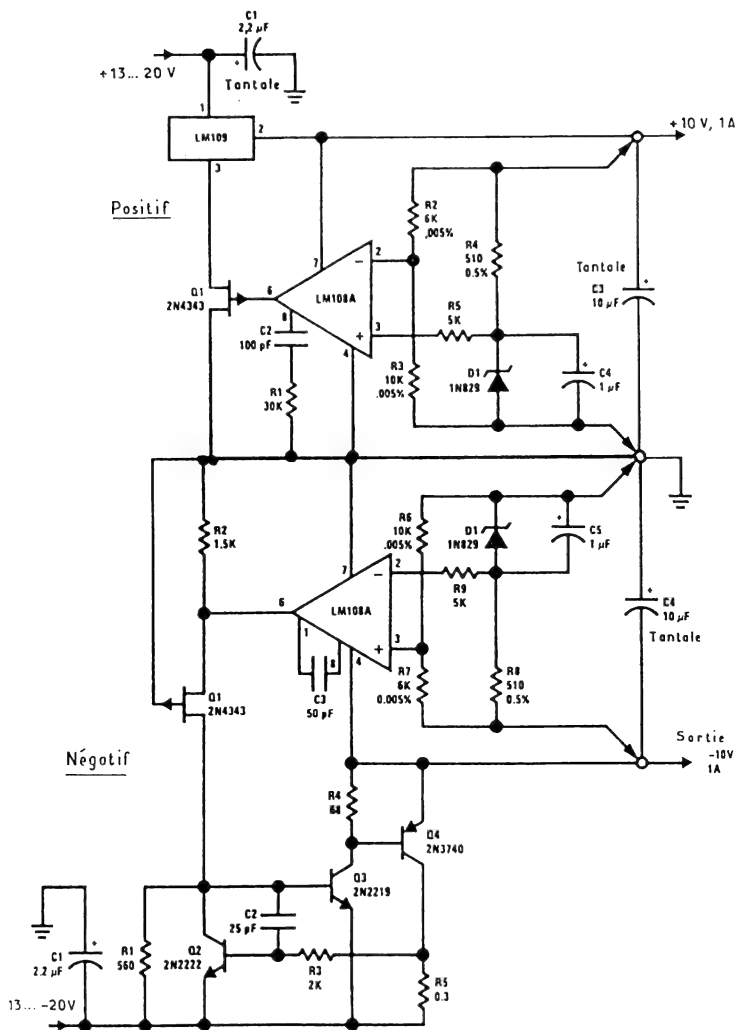 C1
2,2 µF
+
Tantale
+13... 20 V
1
LM109
2
3
+10 V, 1A
Positif
R2
6K
,005%
R4
510
0.5%
Tantale
+
C3
10 µF
Q1
2N4343
7
6
8
LM108A
−
+
2
3
4
C2
100 pF
R1
30K
R5
5K
R3
10K
.005%
D1
1N829
+
C4
1 µF
R2
1.5K
R6
10K
.005%
D1
1N829
+
C5
1 µF
7
6
1
8
LM108A
−
+
2
3
4
R9
5K
+
C4
10 µF
Tantale
C3
50 pF
R7
6K
0.005%
R8
510
0.5%
Q1
2N4343
Négatif
Sortie
-10V
1A
R4
68
Q4
2N3740
Q3
2N2219
C2
25 pF
C1
2.2 µF
+
R1
560
Q2
2N2222
R3
2K
R5
0.3
13... -20V